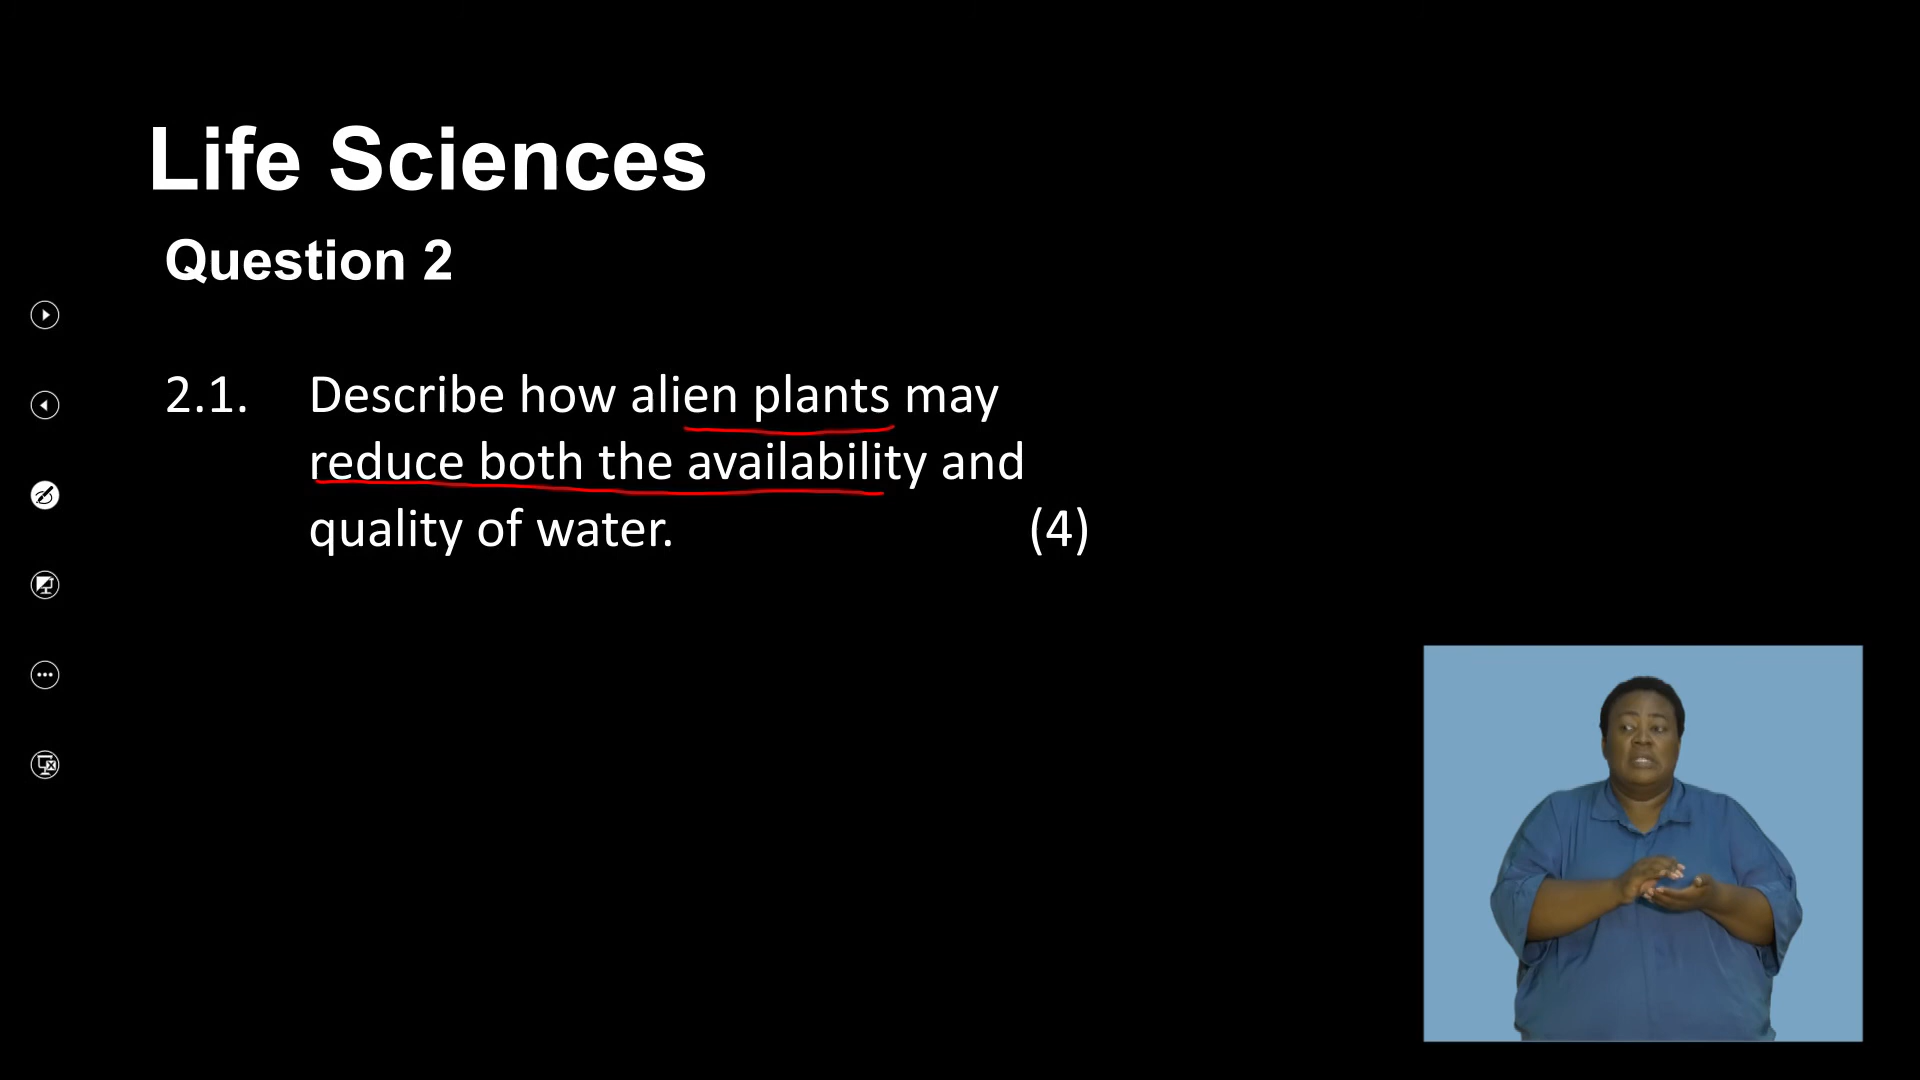 Life Sciences
Question 2
2.1. Describe how alien plants may
reduce both the availability and
quality of water. (4)